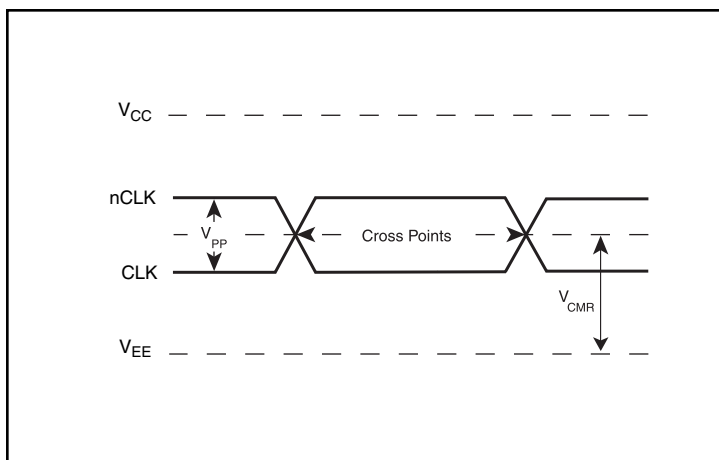 VCC
nCLK
VPP
Cross Points
CLK
VCMR
VEE